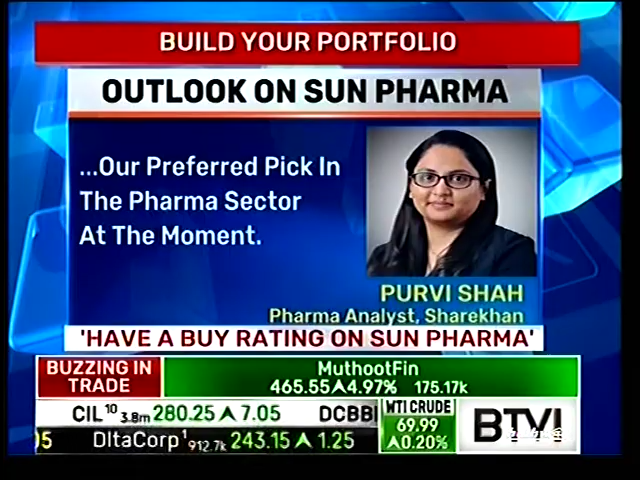 BUILD YOUR PORTFOLIO
OUTLOOK ON SUN PHARMA
...Our Preferred Pick In
The Pharma Sector
At The Moment.
PURVI SHAH
Pharma Analyst, Sharekhan
'HAVE A BUY RATING ON SUN PHARMA'
BUZZING IN
TRADE
MuthootFin
465.55▲4.97% 175.17k
CIL 10 3.8m 280.25 ▲ 7.05 DCBB
WTI CRUDE
69.99
▲0.20%
BTVI
5 DltaCorp 1 912.7k 243.15 ▲ 1.25